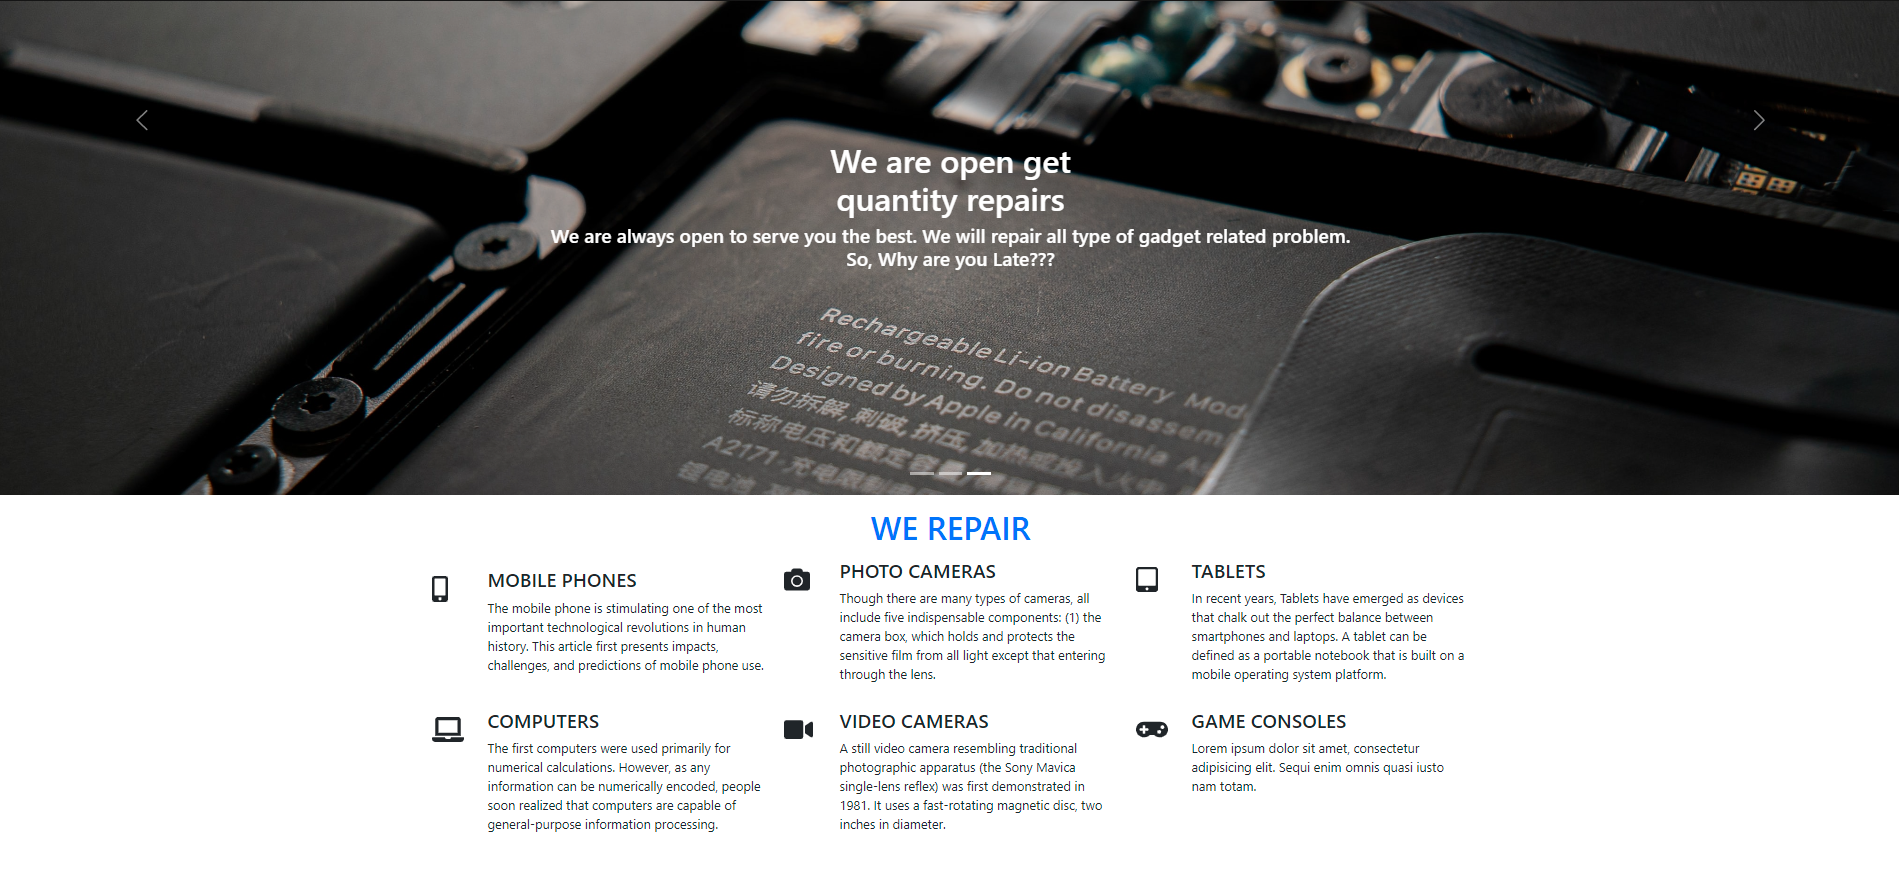 We are open get
quantity repairs
We are always open to serve you the best. We will repair all type of gadget related problem.
So, Why are you Late???
Rechargeable Li-ion Battery Mod
fire or burning. Do not disassem
Designed by Apple in California
请勿拆解, 刺破, 挤压, 加热或投入火中
标称电压和额定容
A2171·充电限制电压
锂电池
WE REPAIR
MOBILE PHONES
The mobile phone is stimulating one of the most
important technological revolutions in human
history. This article first presents impacts,
challenges, and predictions of mobile phone use.
PHOTO CAMERAS
Though there are many types of cameras, all
include five indispensable components: (1) the
camera box, which holds and protects the
sensitive film from all light except that entering
through the lens.
TABLETS
In recent years, Tablets have emerged as devices
that chalk out the perfect balance between
smartphones and laptops. A tablet can be
defined as a portable notebook that is built on a
mobile operating system platform.
COMPUTERS
The first computers were used primarily for
numerical calculations. However, as any
information can be numerically encoded, people
soon realized that computers are capable of
general-purpose information processing.
VIDEO CAMERAS
A still video camera resembling traditional
photographic apparatus (the Sony Mavica
single-lens reflex) was first demonstrated in
1981. It uses a fast-rotating magnetic disc, two
inches in diameter.
GAME CONSOLES
Lorem ipsum dolor sit amet, consectetur
adipisicing elit. Sequi enim omnis quasi iusto
nam totam.